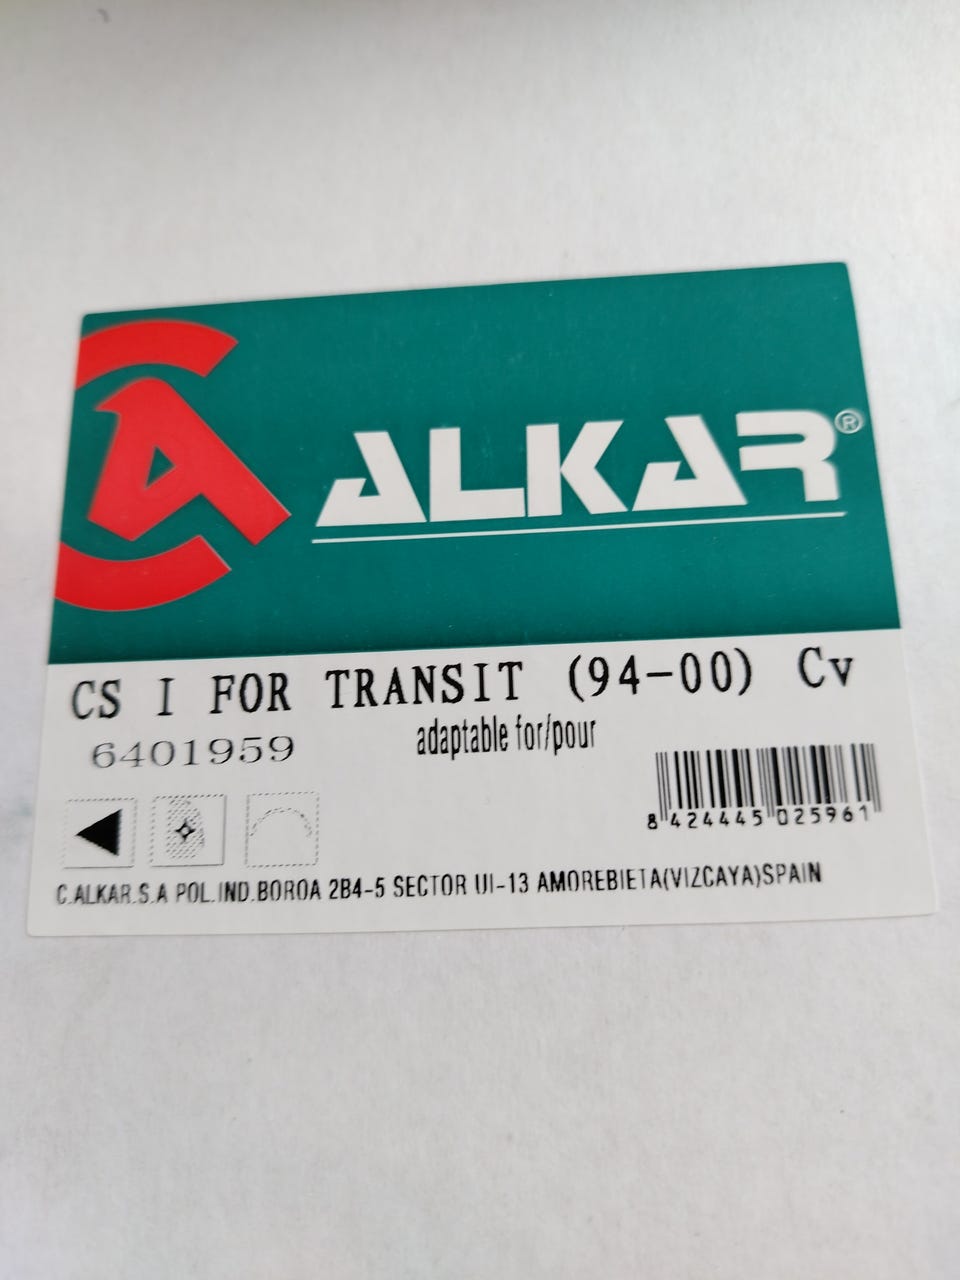 ALKAR®
CS I FOR TRANSIT (94-00) Cv
6401959
adaptable for/pour
8 424445 025961
C.ALKAR.S.A POL.IND.BOROA 2B4-5 SECTOR UI-13 AMOREBIETA(VIZCAYA)SPAIN